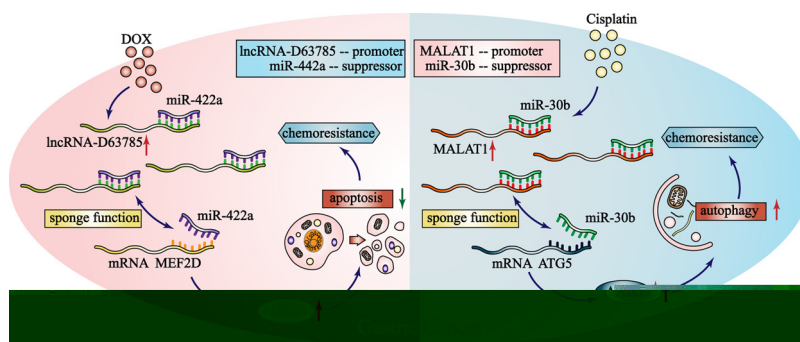 DOX
lncRNA-D63785 -- promoter
miR-442a -- suppressor
miR-422a
lncRNA-D63785
chemoresistance
apoptosis
sponge function
miR-422a
mRNA MEF2D
Cisplatin
MALAT1 -- promoter
miR-30b -- suppressor
miR-30b
MALAT1
chemoresistance
autophagy
sponge function
miR-30b
mRNA ATG5